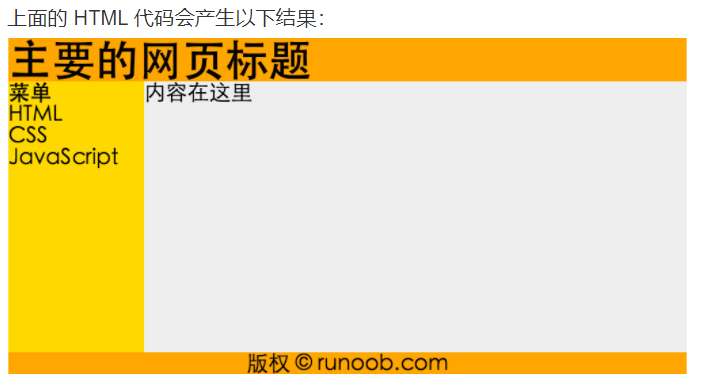 上面的 HTML 代码会产生以下结果：
主要的网页标题
菜单
HTML
CSS
JavaScript
内容在这里
版权 © runoob.com